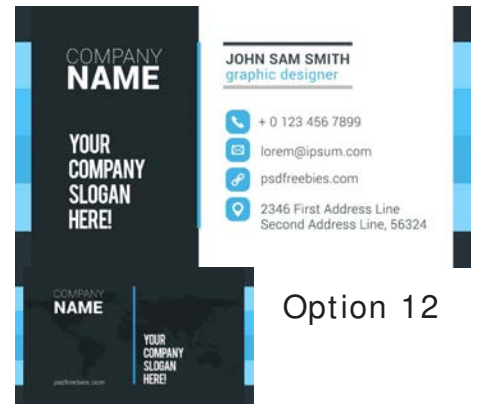 COMPANY
NAME
YOUR
COMPANY
SLOGAN
HERE!
JOHN SAM SMITH
graphic designer
+ 0 123 456 7899
lorem@ipsum.com
psdfreebies.com
2346 First Address Line
Second Address Line, 56324
COMPANY
NAME
YOUR
COMPANY
SLOGAN
HERE!
psdfreebies.com
Option 12